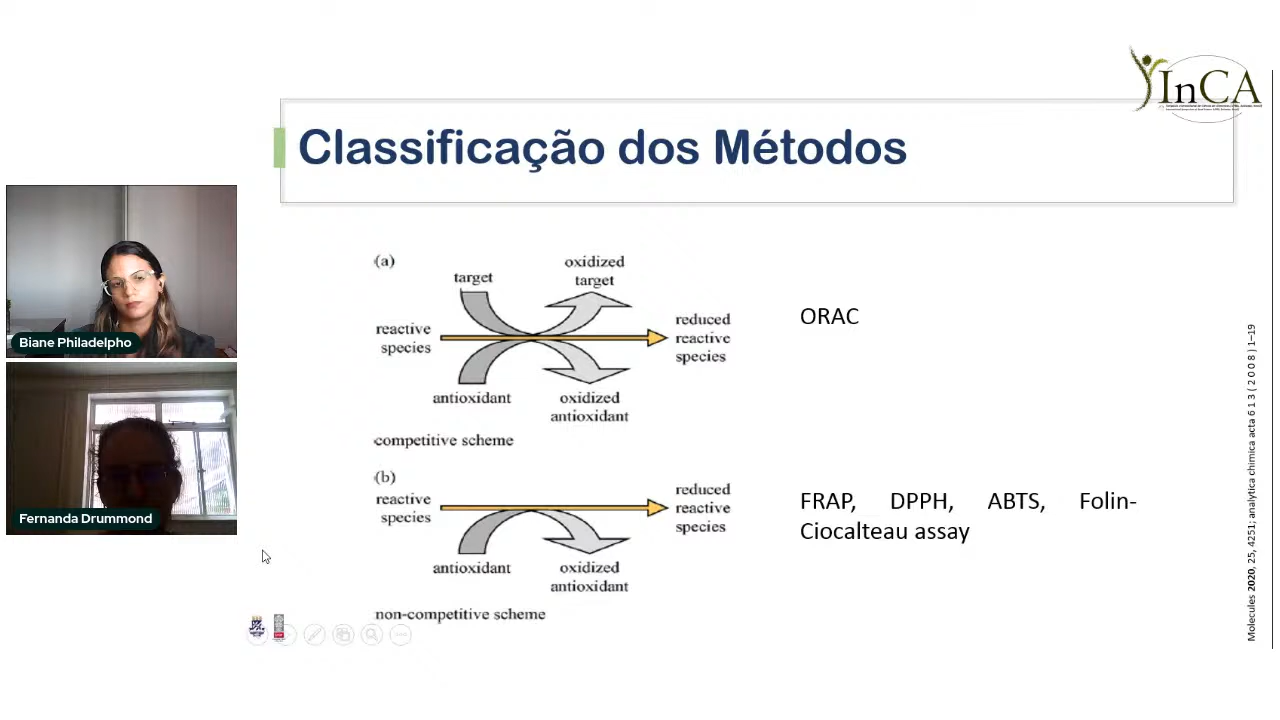 InCA
Classificação dos Métodos
Biane Philadelpho
Fernanda Drummond
(a)
target
oxidized
target
reactive
species
reduced
reactive
species
ORAC
antioxidant
oxidized
antioxidant
competitive scheme
(b)
reactive
species
reduced
reactive
species
FRAP, DPPH, ABTS, Folin-
Ciocalteau assay
antioxidant
oxidized
antioxidant
non-competitive scheme
Molecules 2020, 25, 4251; analytica chimica acta 6 1 3 ( 2 0 0 8 ) 1–19